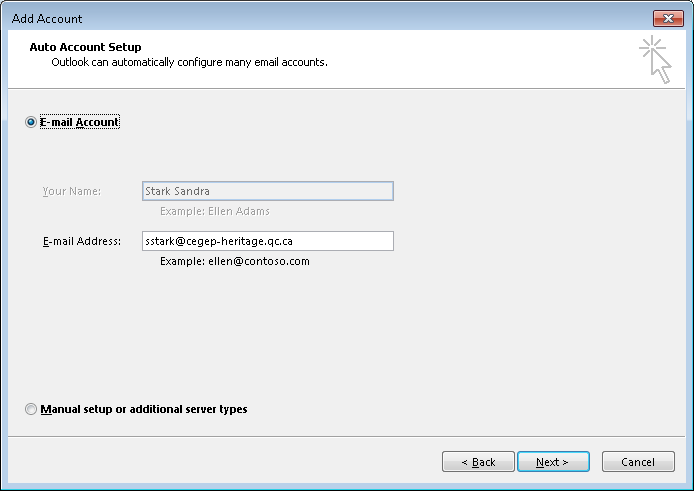 Add Account
Auto Account Setup
Outlook can automatically configure many email accounts.
E-mail Account
Your Name: Stark Sandra
Example: Ellen Adams
E-mail Address: sstark@cegep-heritage.qc.ca
Example: ellen@contoso.com
Manual setup or additional server types
< Back Next > Cancel